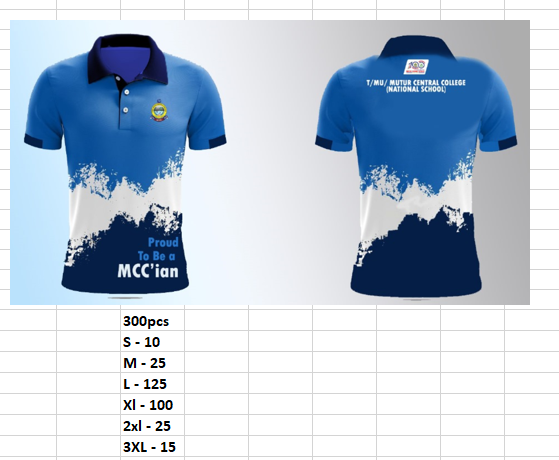 T/MU/ MUTUR CENTRAL COLLEGE
(NATIONAL SCHOOL)
Proud
To Be a
MCC'ian
300pcs
S - 10
M - 25
L - 125
Xl - 100
2xl - 25
3XL - 15